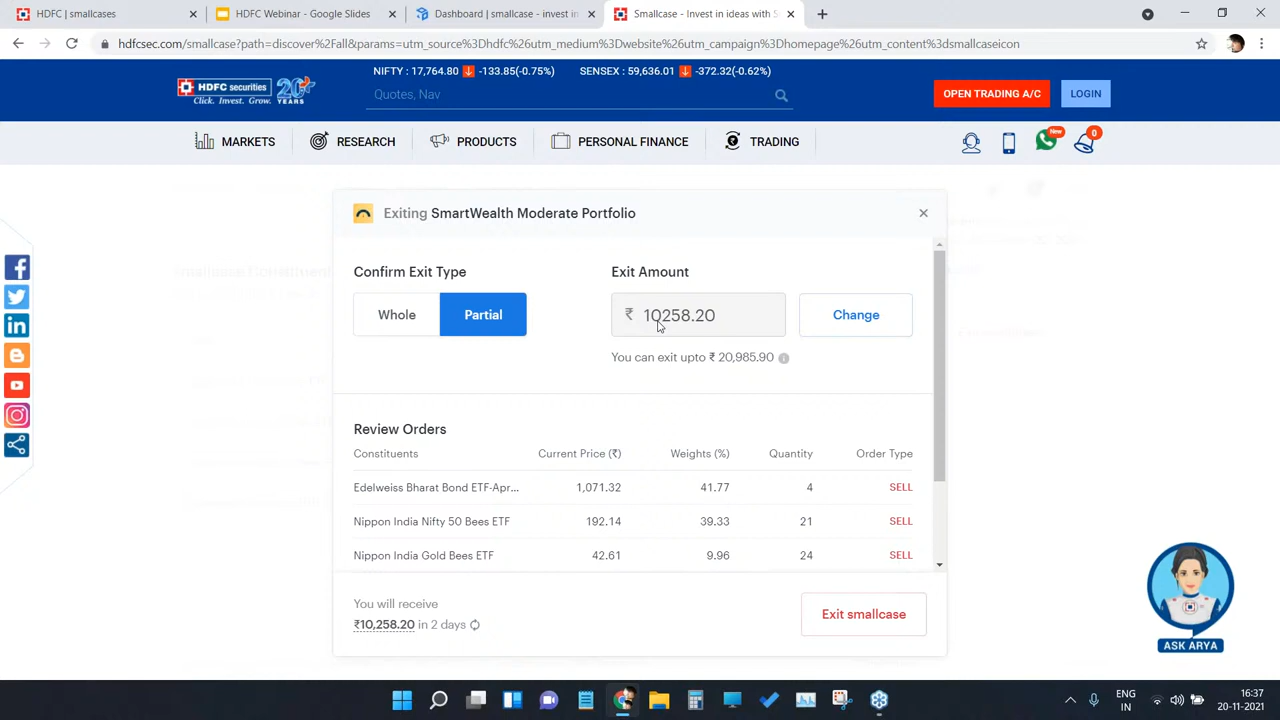 HDFC | smallcases
HDFC Webinar - Google Slides
Dashboard | smallcase - invest in
Smallcase - Invest in ideas with S
hdfcsec.com/smallcase?path=discover%2Fall&params=utm_source%3Dhdfc%26utm_medium%3Dwebsite%26utm_campaign%3Dhomepage%26utm_content%3dsmallcaseicon
NIFTY : 17,764.80 -133.85(-0.75%) SENSEX : 59,636.01 -372.32(-0.62%)
HDFC securities
Click. Invest. Grow.
20 YEARS
Quotes, Nav
OPEN TRADING A/C
LOGIN
MARKETS
RESEARCH
PRODUCTS
PERSONAL FINANCE
TRADING
New
0
Exiting SmartWealth Moderate Portfolio
Confirm Exit Type
Exit Amount
Whole
Partial
₹ 10258.20
Change
You can exit upto ₹ 20,985.90
Review Orders
Constituents Current Price (₹) Weights (%) Quantity Order Type
Edelweiss Bharat Bond ETF-Apr... 1,071.32 41.77 4 SELL
Nippon India Nifty 50 Bees ETF 192.14 39.33 21 SELL
Nippon India Gold Bees ETF 42.61 9.96 24 SELL
You will receive
₹10,258.20 in 2 days
Exit smallcase
ASK ARYA
ENG
IN
16:37
20-11-2021